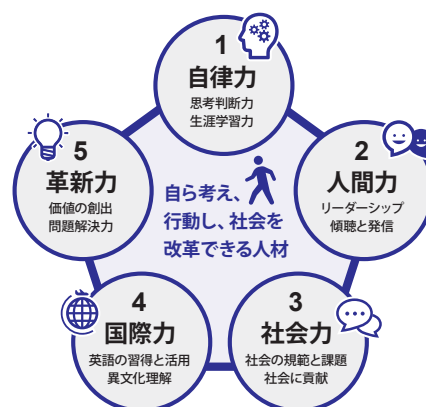 1
自律力
思考判断力
生涯学習力
2
人間力
リーダーシップ
傾聴と発信
3
社会力
社会の規範と課題
社会に貢献
4
国際力
英語の習得と活用
異文化理解
5
革新力
価値の創出
問題解決力
自ら考え、
行動し、社会を
改革できる人材